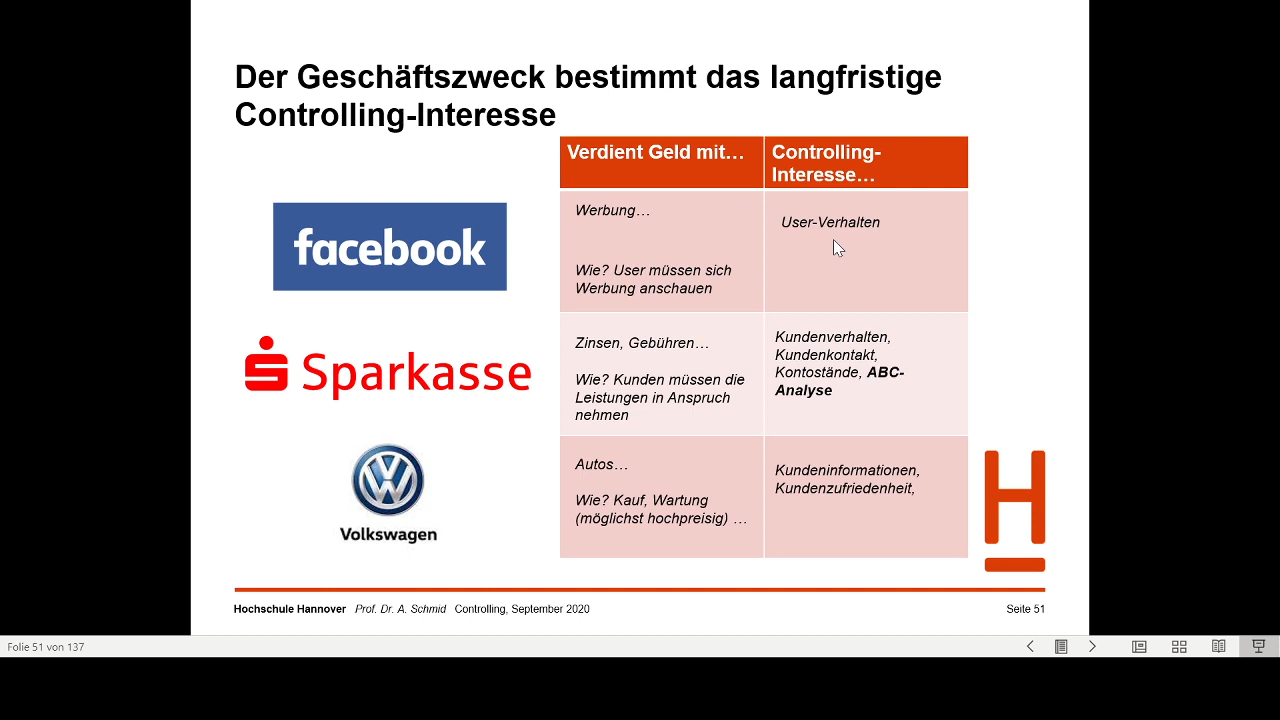 Der Geschäftszweck bestimmt das langfristige
Controlling-Interesse
Verdient Geld mit…
Controlling-
Interesse…
facebook
Werbung…
Wie? User müssen sich
Werbung anschauen
User-Verhalten
Sparkasse
Zinsen, Gebühren…
Wie? Kunden müssen die
Leistungen in Anspruch
nehmen
Kundenverhalten,
Kundenkontakt,
Kontostände, ABC-
Analyse
Volkswagen
Autos…
Wie? Kauf, Wartung
(möglichst hochpreisig) …
Kundeninformationen,
Kundenzufriedenheit,
H
Hochschule Hannover Prof. Dr. A. Schmid Controlling, September 2020
Seite 51
Folie 51 von 137